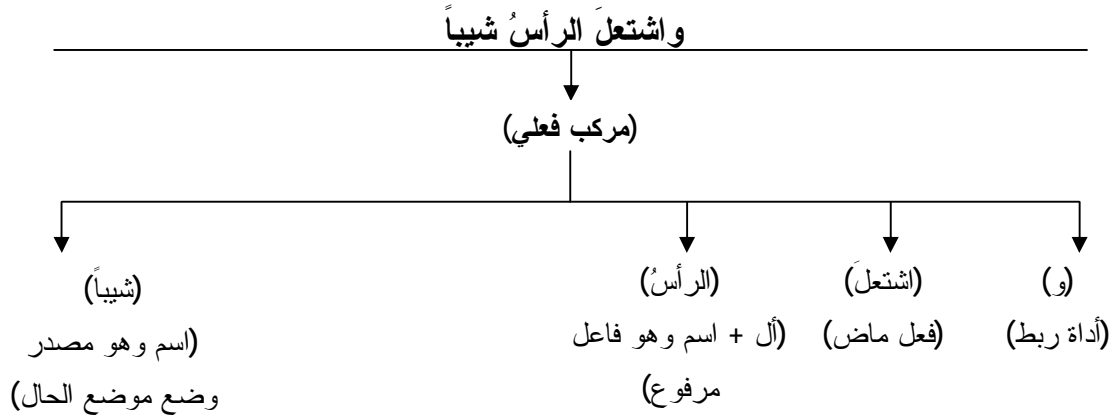 واشتعلَ الرأسُ شيباً
(مركب فعلي)
(و) (اشتعلَ) (الرأسُ) (شيباً)
(أداة ربط) (فعل ماض) (أل + اسم وهو فاعل (اسم وهو مصدر
مرفوع) وضع موضع الحال)